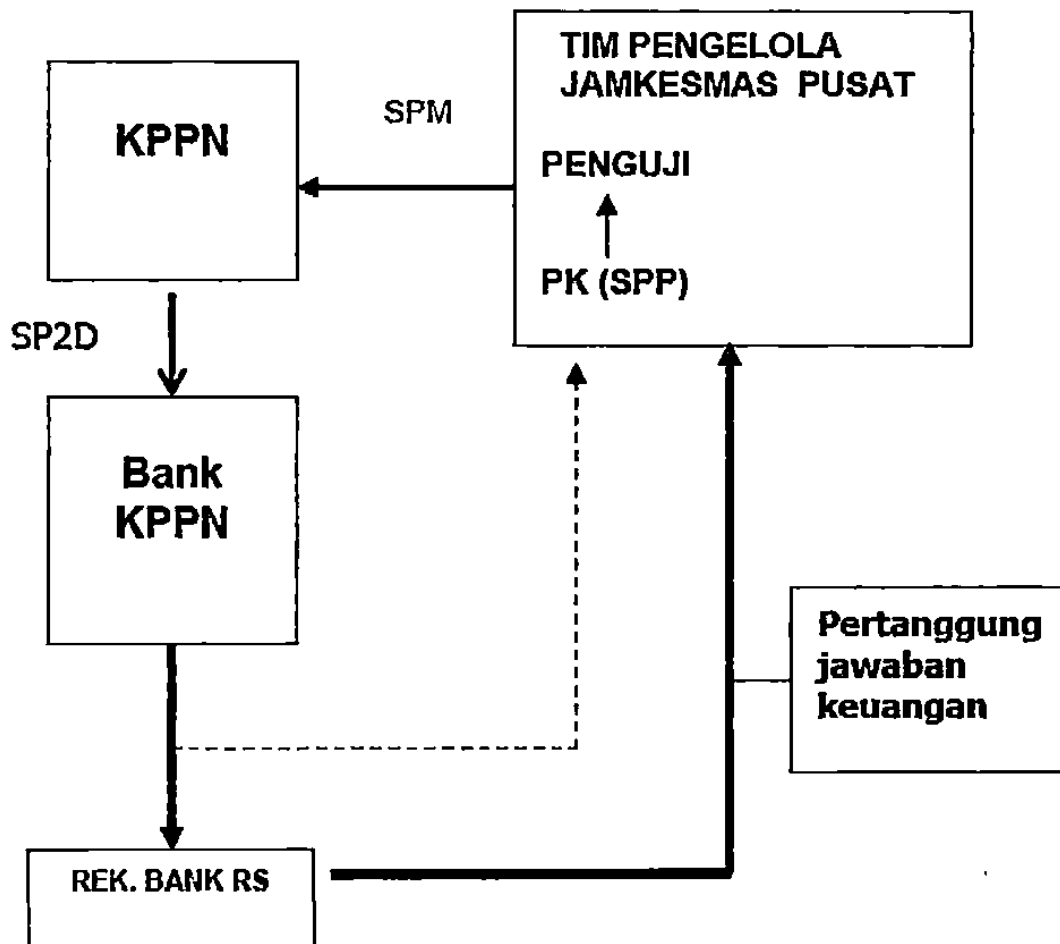 TIM PENGELOLA
JAMKESMAS PUSAT
SPM
KPPN
PENGUJI
PK (SPP)
SP2D
Bank
KPPN
Pertanggung
jawaban
keuangan
REK. BANK RS